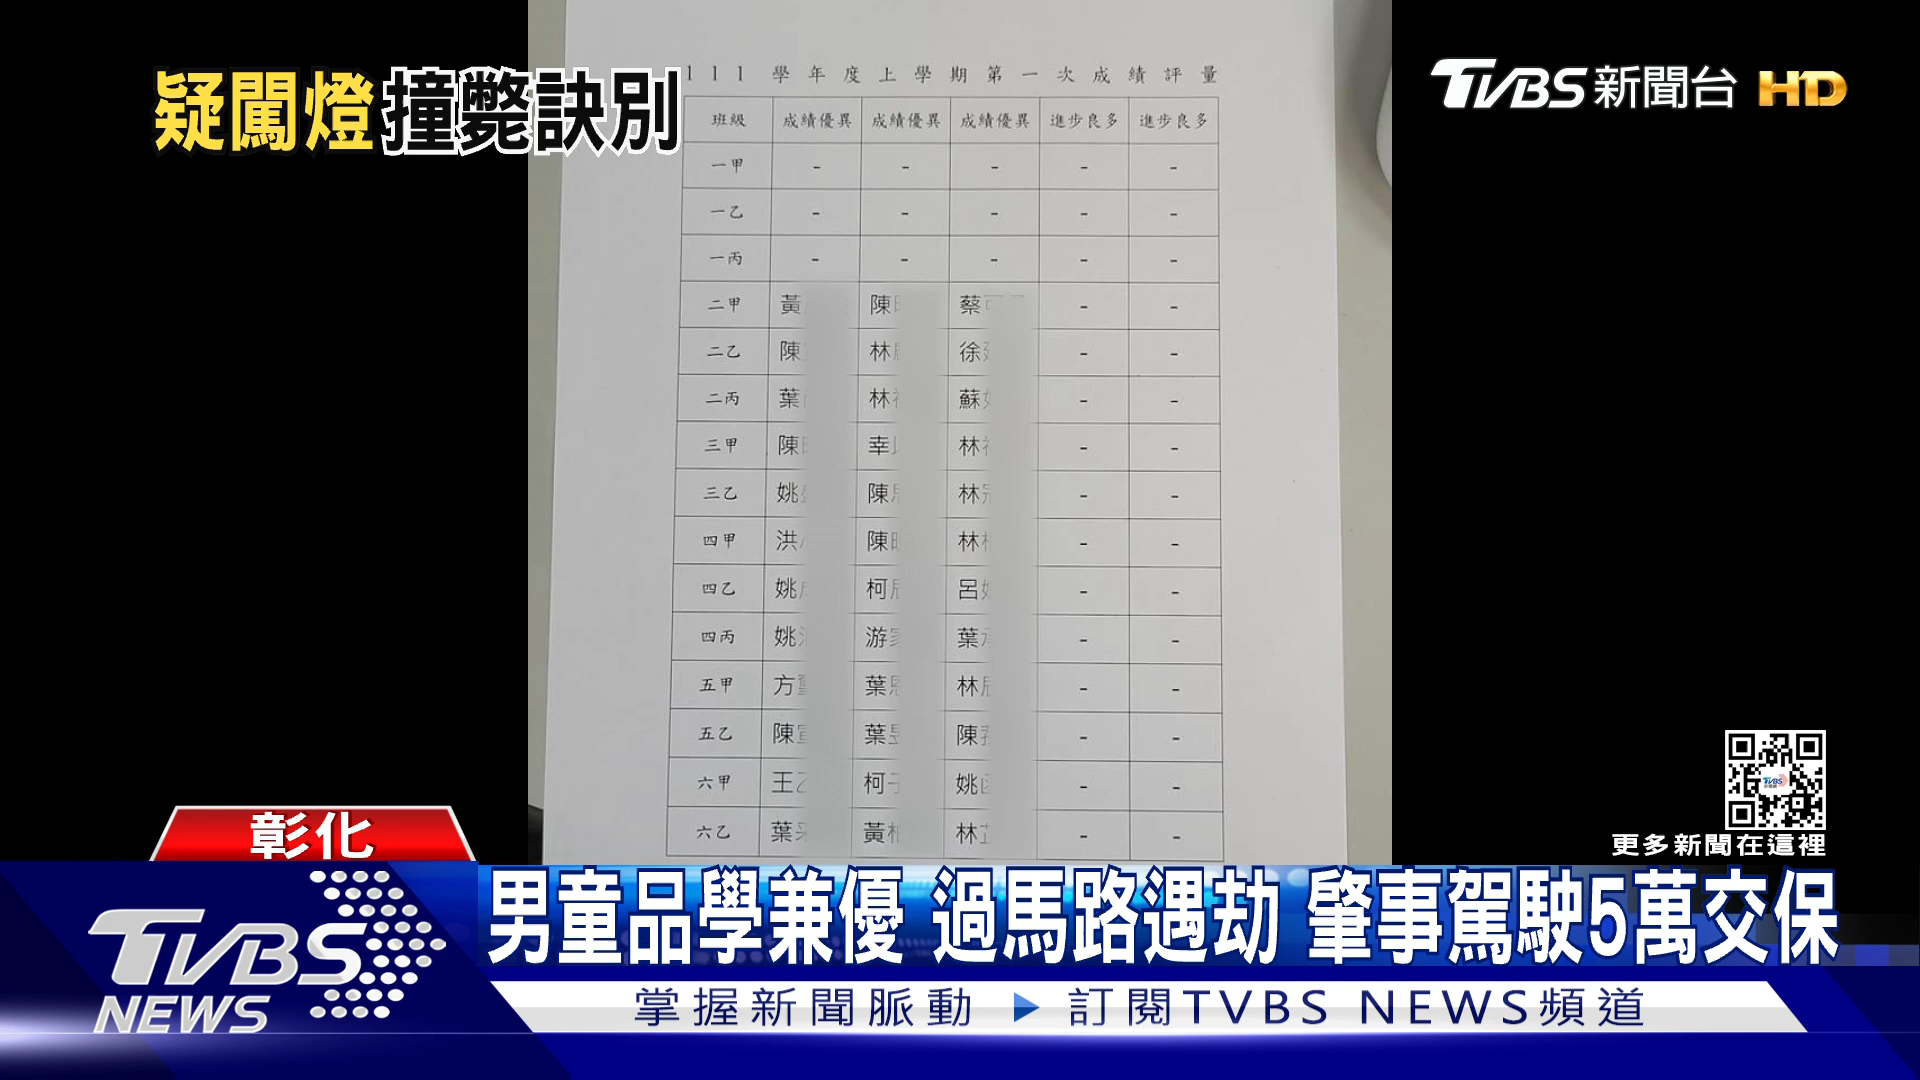 疑闖燈 撞斃訣別
TVBS新聞台 HD
111學年度上學期第一次成績評量
班級 成績優異 成績優異 成績優異 進步良多 進步良多
一甲 - - - - -
一乙 - - - - -
一丙 - - - - -
二甲 黃 陳 蔡 - -
二乙 陳 林 徐 - -
二丙 葉 林 蘇 - -
三甲 陳 幸 林 - -
三乙 姚 陳 林 - -
四甲 洪 陳 林 - -
四乙 姚 柯 呂 - -
四丙 姚 游 葉 - -
五甲 方 葉 林 - -
五乙 陳 葉 陳 - -
六甲 王 柯 姚 - -
六乙 葉 黃 林 - -
TVBS
更多新聞在這裡
彰化
男童品學兼優 過馬路遇劫 肇事駕駛5萬交保
TVBS NEWS
掌握新聞脈動 ▶ 訂閱TVBS NEWS頻道